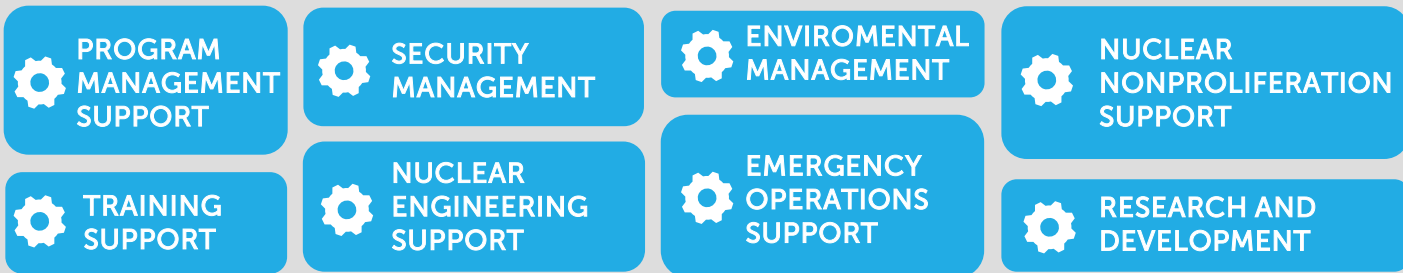 PROGRAM
MANAGEMENT
SUPPORT
SECURITY
MANAGEMENT
ENVIROMENTAL
MANAGEMENT
NUCLEAR
NONPROLIFERATION
SUPPORT
TRAINING
SUPPORT
NUCLEAR
ENGINEERING
SUPPORT
EMERGENCY
OPERATIONS
SUPPORT
RESEARCH AND
DEVELOPMENT